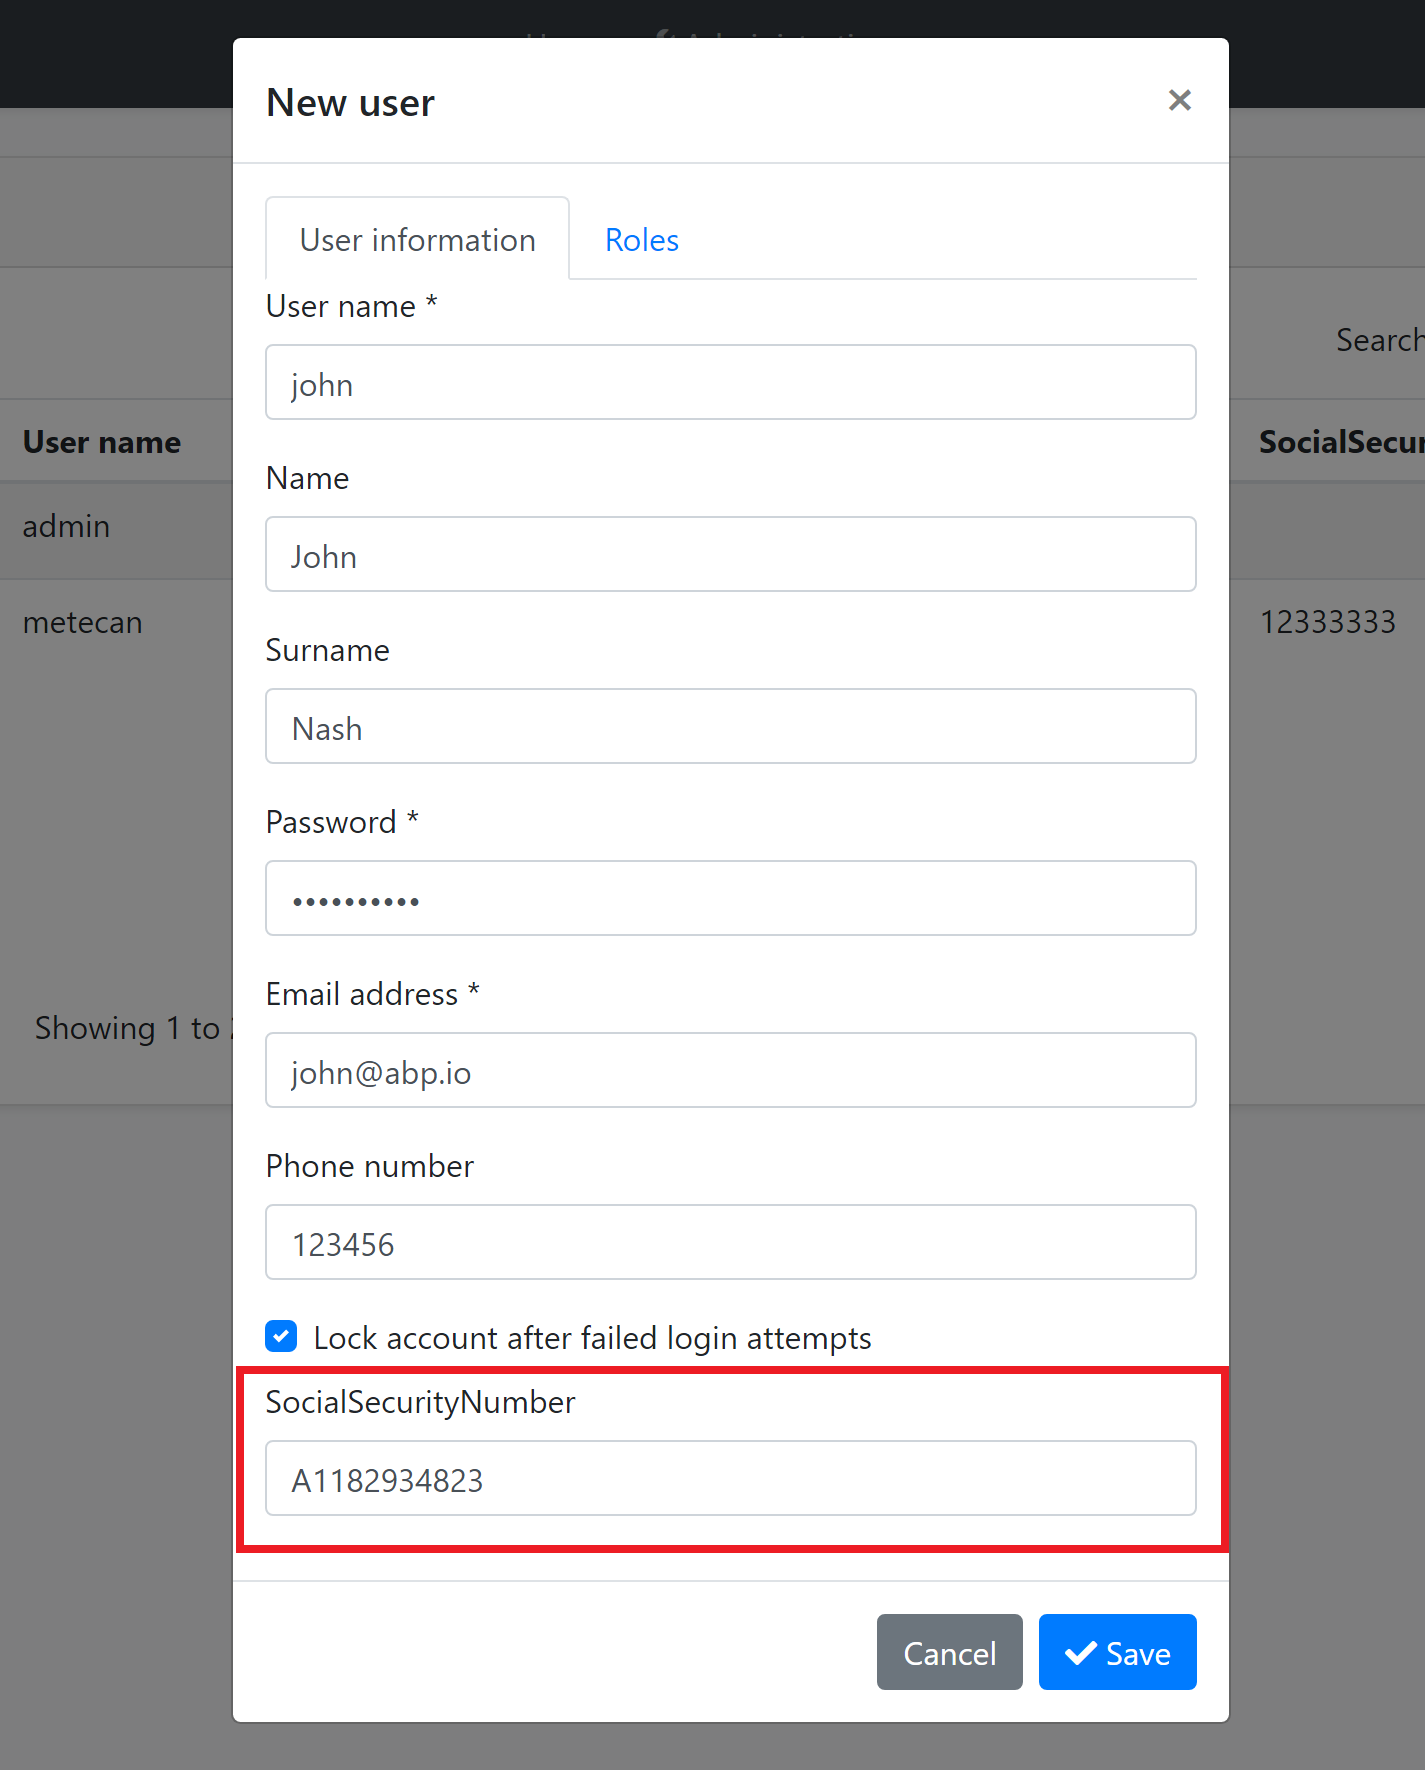 New user
×
User information
Roles
User name *
john
Name
John
Surname
Nash
Password *
••••••••••
Email address *
john@abp.io
Phone number
123456
Lock account after failed login attempts
SocialSecurityNumber
A1182934823
Cancel
Save
Search
User name
admin
metecan
Showing 1 to
12333333